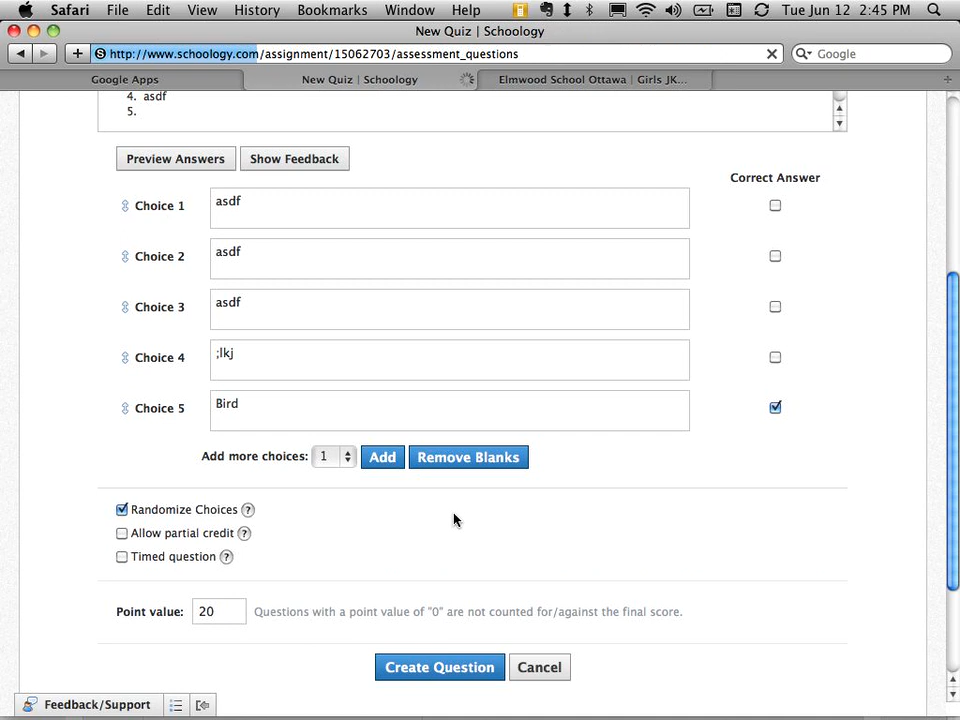 Safari File Edit View History Bookmarks Window Help Tue Jun 12 2:45 PM
New Quiz | Schoology
http://www.schoology.com/assignment/15062703/assessment_questions Google
Google Apps New Quiz | Schoology Elmwood School Ottawa | Girls JK...
4. asdf
5.
Preview Answers Show Feedback
Correct Answer
Choice 1 asdf
Choice 2 asdf
Choice 3 asdf
Choice 4 ;lkj
Choice 5 Bird
Add more choices: 1 Add Remove Blanks
Randomize Choices ?
Allow partial credit ?
Timed question ?
Point value: 20 Questions with a point value of "0" are not counted for/against the final score.
Create Question Cancel
Feedback/Support